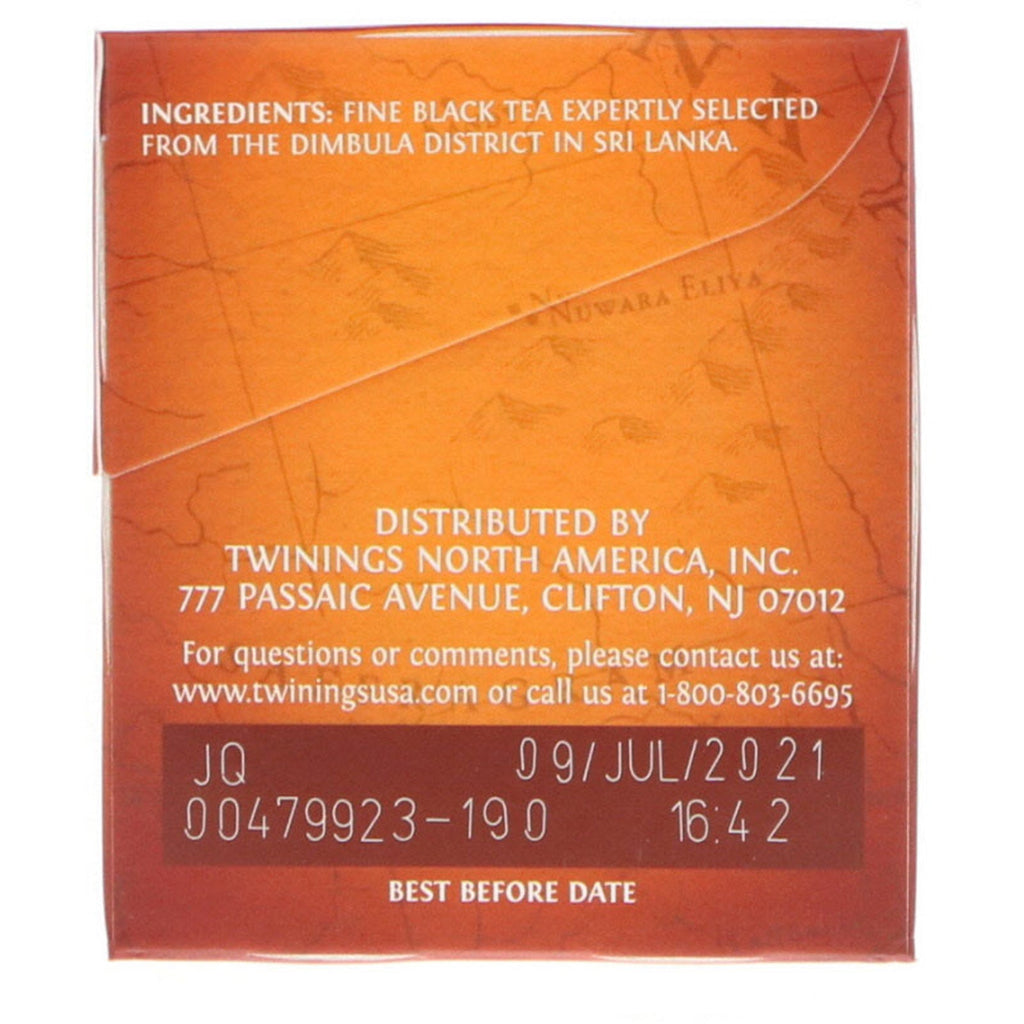 INGREDIENTS: FINE BLACK TEA EXPERTLY SELECTED
FROM THE DIMBULA DISTRICT IN SRI LANKA.
NUWARA ELIYA
DISTRIBUTED BY
TWININGS NORTH AMERICA, INC.
777 PASSAIC AVENUE, CLIFTON, NJ 07012
For questions or comments, please contact us at:
www.twiningsusa.com or call us at 1-800-803-6695
JQ 09/JUL/2021
00479923-190 16:42
BEST BEFORE DATE